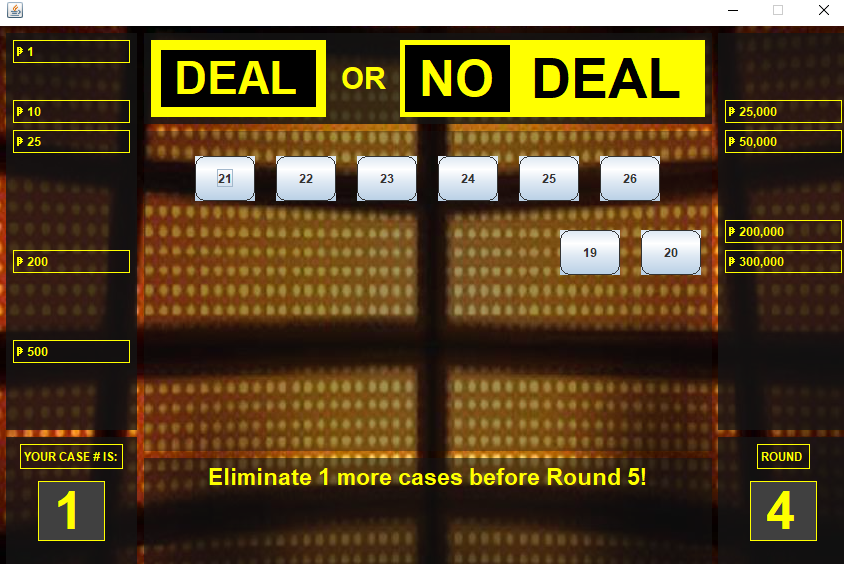 DEAL OR NO DEAL
₱ 1
₱ 10
₱ 25
₱ 200
₱ 500
21 22 23 24 25 26
19 20
₱ 25,000
₱ 50,000
₱ 200,000
₱ 300,000
YOUR CASE # IS:
1
Eliminate 1 more cases before Round 5!
ROUND
4